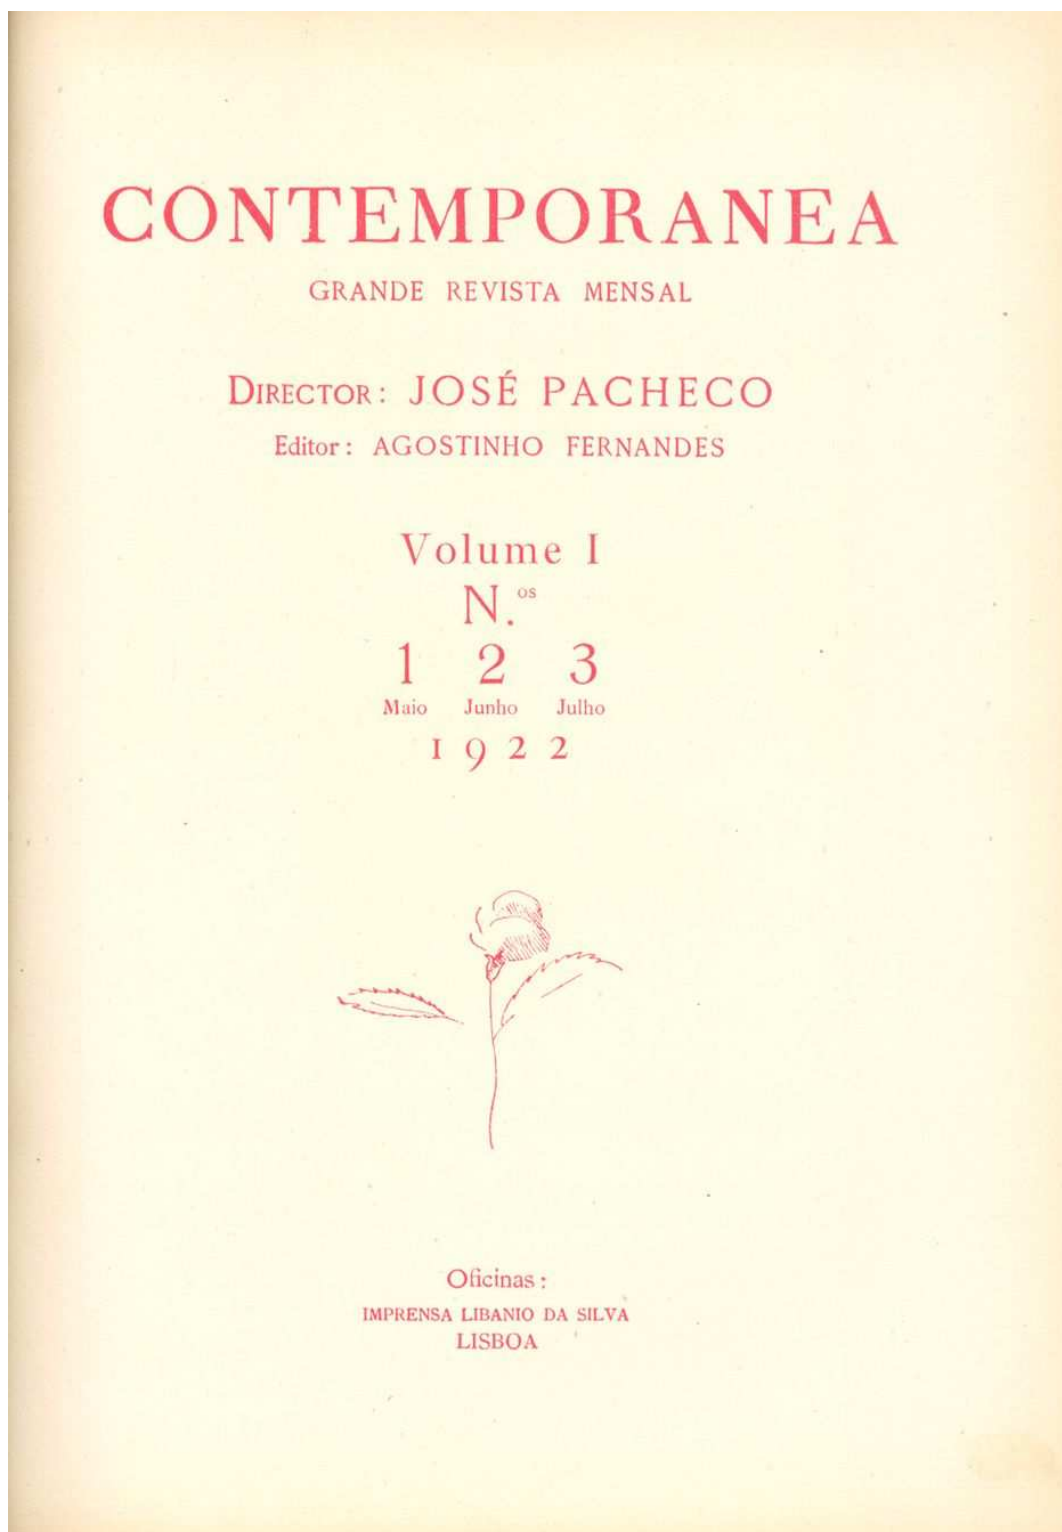 CONTEMPORANEA
GRANDE REVISTA MENSAL
DIRECTOR: JOSÉ PACHECO
Editor: AGOSTINHO FERNANDES
Volume I
N.os
1 2 3
Maio Junho Julho
1922
Oficinas:
IMPRENSA LIBANIO DA SILVA
LISBOA